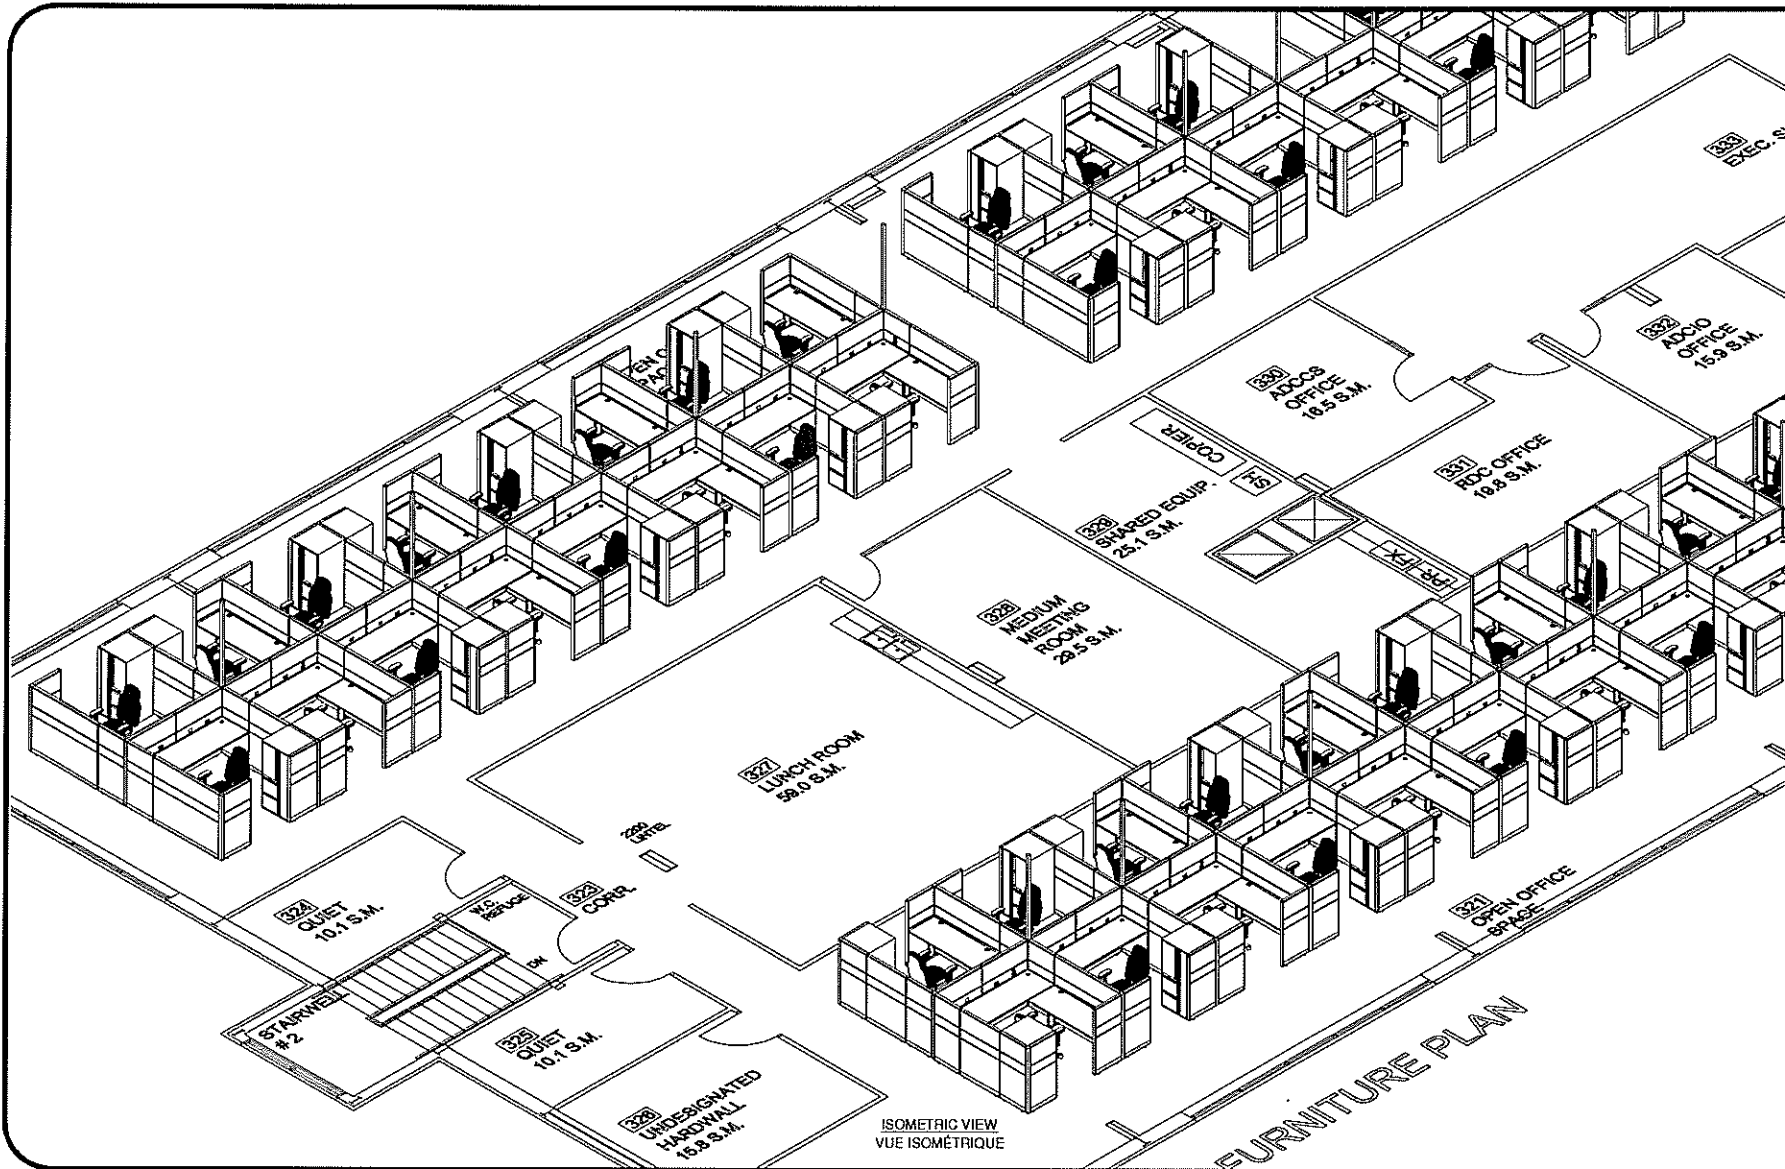 333
EXEC.
332
ADCIO
OFFICE
15.9 S.M.
330
ADCCS
OFFICE
16.5 S.M.
331
RDC OFFICE
19.8 S.M.
COPIER
SH
329
SHARED EQUIP.
25.1 S.M.
PR
FX
328
MEDIUM
MEETING
ROOM
29.5 S.M.
327
LUNCH ROOM
59.0 S.M.
323
CORR.
324
QUIET
10.1 S.M.
W.C.
REFUGE
DN
STAIRWELL
#2
325
QUIET
10.1 S.M.
326
UNDESIGNATED
HARDWALL
15.8 S.M.
321
OPEN OFFICE
SPACE
ISOMETRIC VIEW
VUE ISOMÉTRIQUE
FURNITURE PLAN